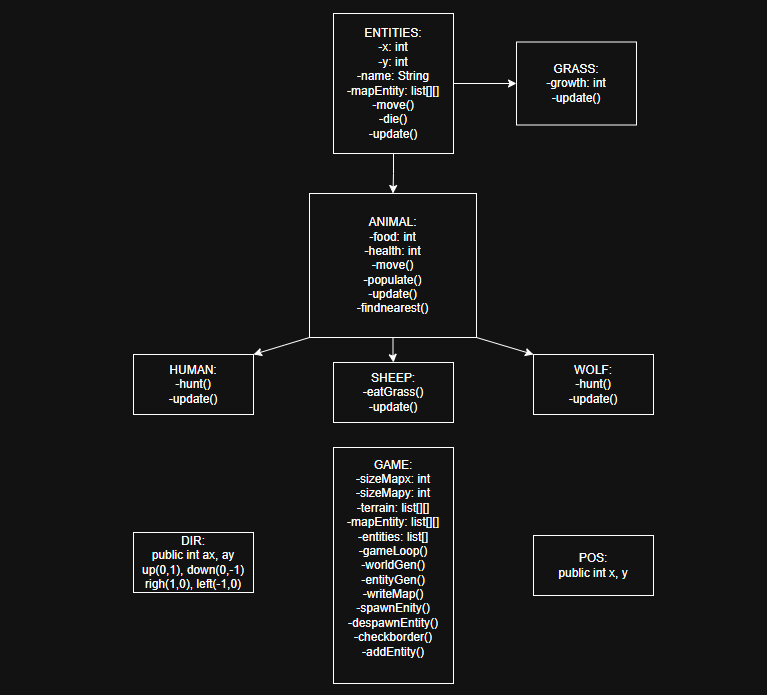 ENTITIES:
-x: int
-y: int
-name: String
-mapEntity: list[][]
-move()
-die()
-update()
GRASS:
-growth: int
-update()
ANIMAL:
-food: int
-health: int
-move()
-populate()
-update()
-findnearest()
HUMAN:
-hunt()
-update()
SHEEP:
-eatGrass()
-update()
WOLF:
-hunt()
-update()
GAME:
-sizeMapx: int
-sizeMapy: int
-terrain: list[][]
-mapEntity: list[][]
-entities: list[]
-gameLoop()
-worldGen()
-entityGen()
-writeMap()
-spawnEnity()
-despawnEntity()
-checkborder()
-addEntity()
DIR:
public int ax, ay
up(0,1), down(0,-1)
righ(1,0), left(-1,0)
POS:
public int x, y